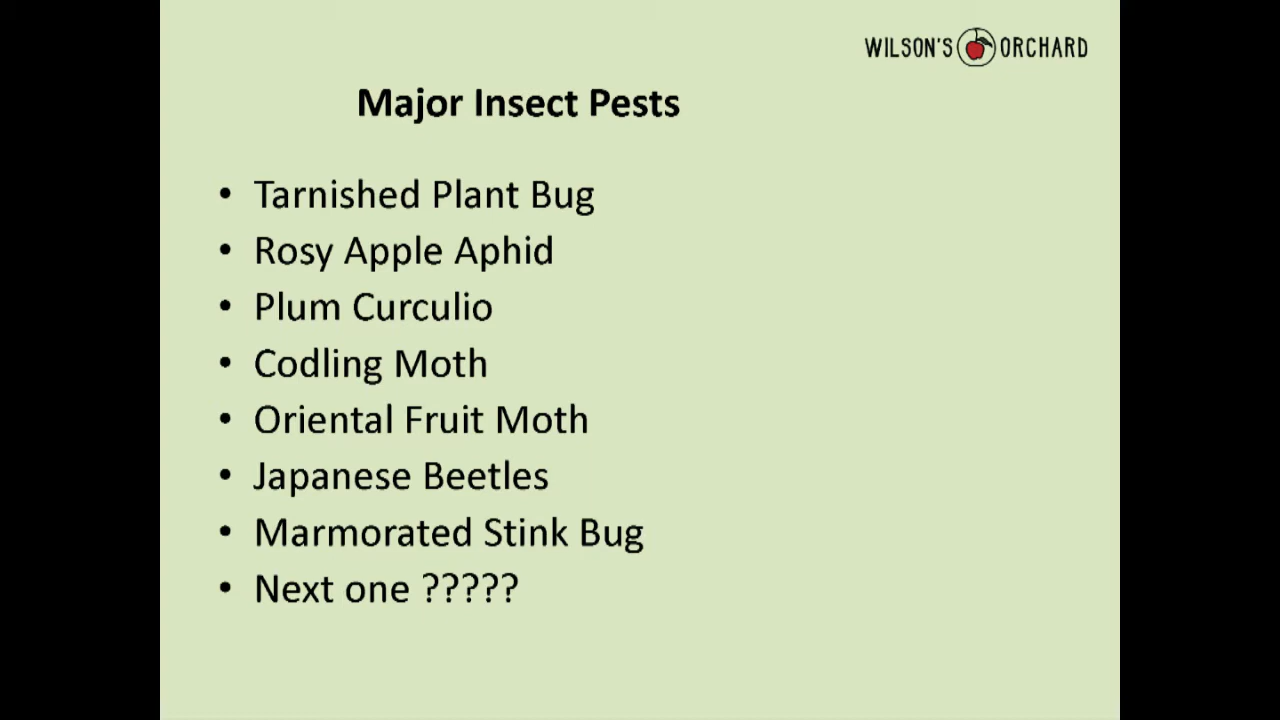 WILSON'S ORCHARD
Major Insect Pests
• Tarnished Plant Bug
• Rosy Apple Aphid
• Plum Curculio
• Codling Moth
• Oriental Fruit Moth
• Japanese Beetles
• Marmorated Stink Bug
• Next one ?????